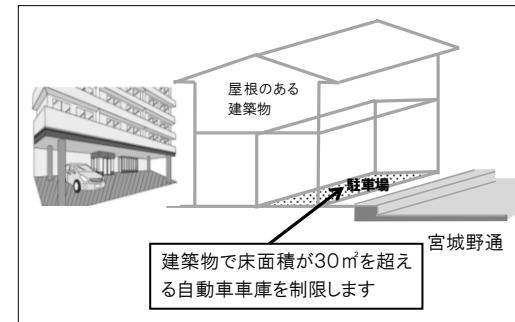 屋根のある
建築物
駐車場
宮城野通
建築物で床面積が30㎡を超え
る自動車車庫を制限します